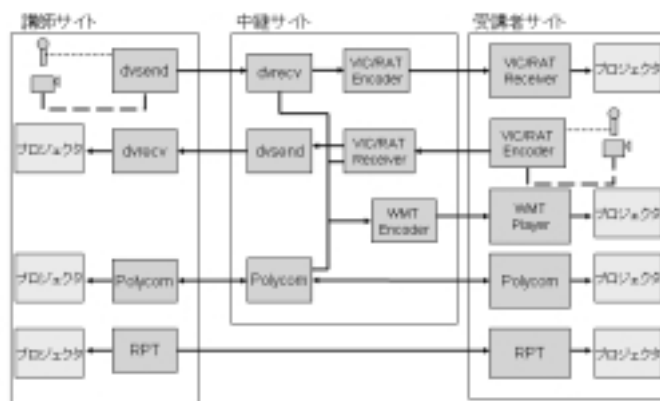 講師サイト
中継サイト
受講者サイト
dvsend
dvrecv
VIC/RAT
Encoder
VIC/RAT
Receiver
プロジェクタ
プロジェクタ
dvrecv
dvsend
VIC/RAT
Receiver
VIC/RAT
Encoder
WMT
Encoder
WMT
Player
プロジェクタ
プロジェクタ
Polycom
Polycom
Polycom
プロジェクタ
プロジェクタ
RPT
RPT
プロジェクタ